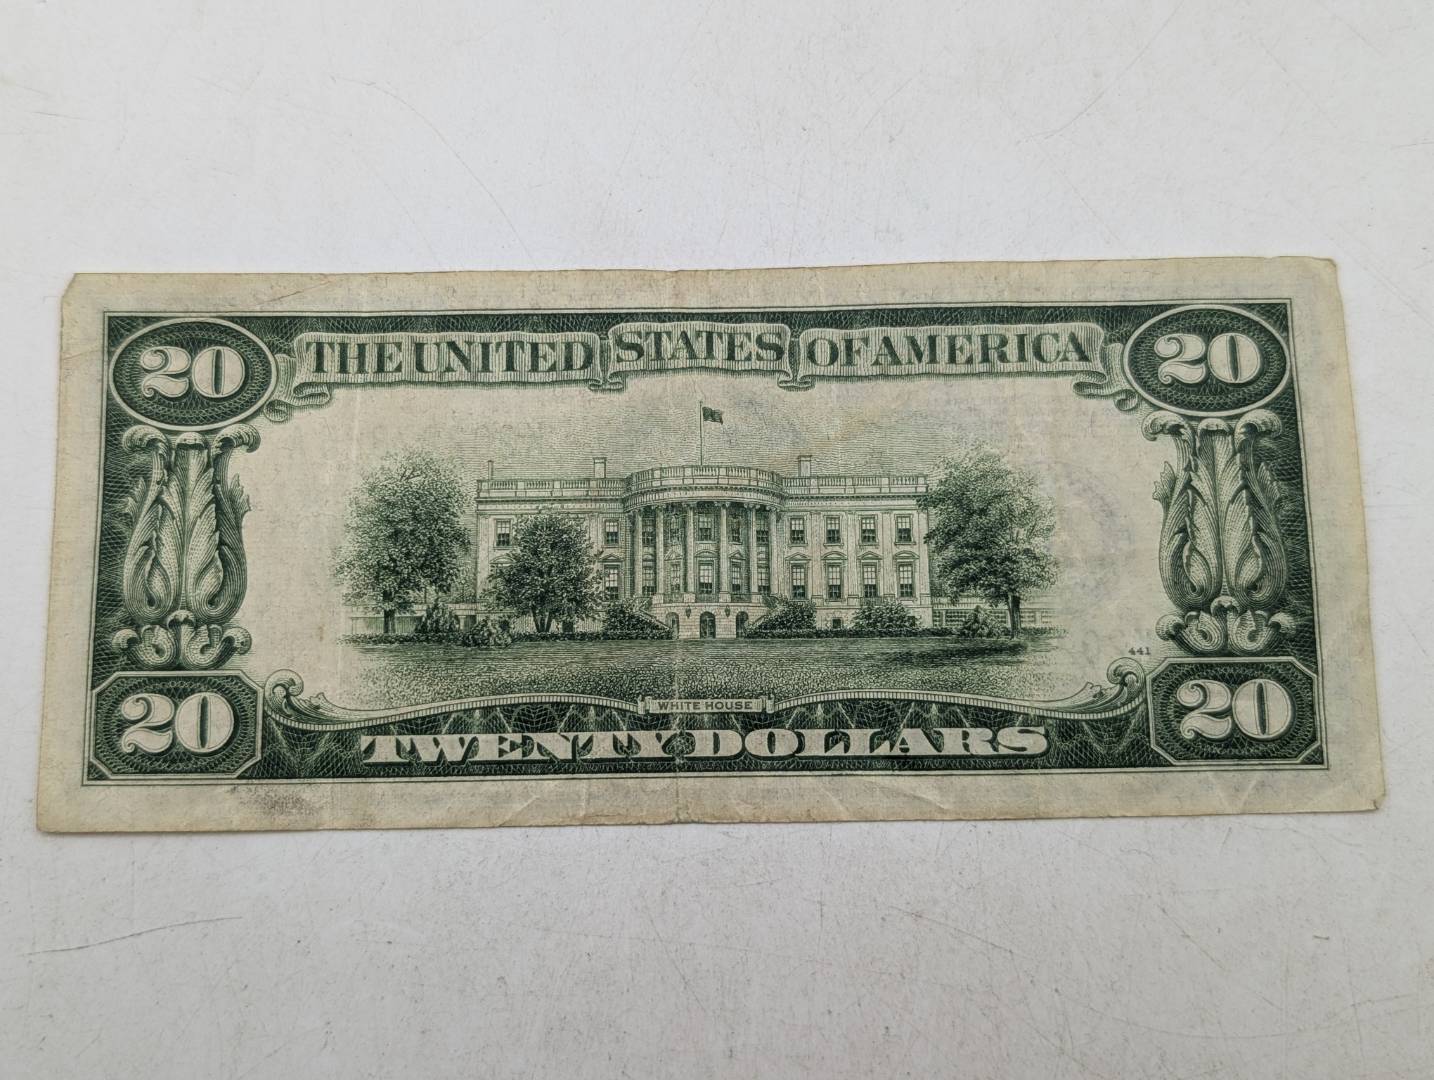 20 THE UNITED STATES OF AMERICA 20
441
WHITE HOUSE
20 TWENTY DOLLARS 20